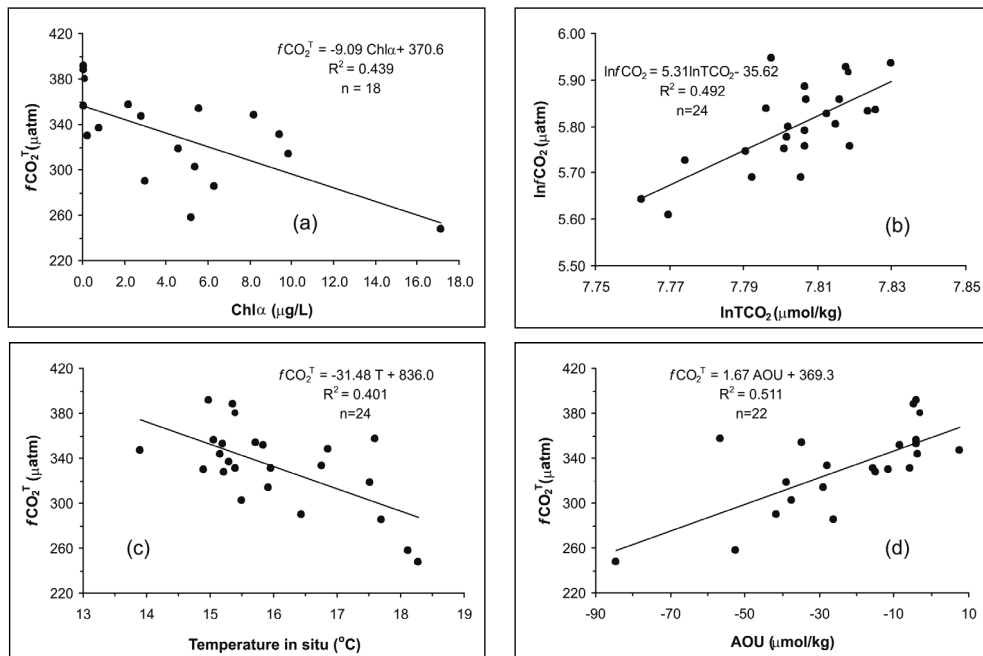 fCO₂ᵀ = -9.09 Chlα+ 370.6
R² = 0.439
n = 18
fCO₂ᵀ (μatm)
420
380
340
300
260
220
(a)
0.0 2.0 4.0 6.0 8.0 10.0 12.0 14.0 16.0 18.0
Chlα (μg/L)
lnfCO₂ = 5.31lnTCO₂- 35.62
R² = 0.492
n=24
lnfCO₂ (μatm)
6.00
5.90
5.80
5.70
5.60
5.50
(b)
7.75 7.77 7.79 7.81 7.83 7.85
lnTCO₂ (μmol/kg)
fCO₂ᵀ = -31.48 T + 836.0
R² = 0.401
n=24
fCO₂ᵀ (μatm)
420
380
340
300
260
220
(c)
13 14 15 16 17 18 19
Temperature in situ (°C)
fCO₂ᵀ = 1.67 AOU + 369.3
R² = 0.511
n=22
fCO₂ᵀ (μatm)
420
380
340
300
260
220
(d)
-90 -70 -50 -30 -10 10
AOU (μmol/kg)